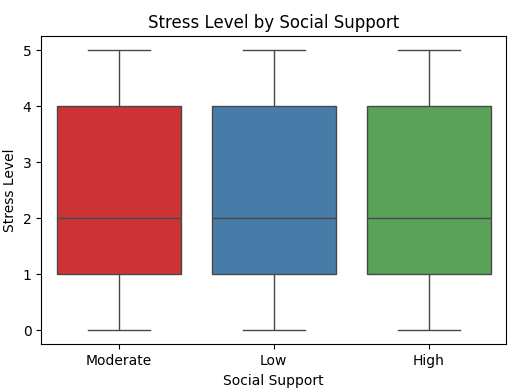 Stress Level by Social Support
Stress Level
5
4
3
2
1
0
Moderate Low High
Social Support